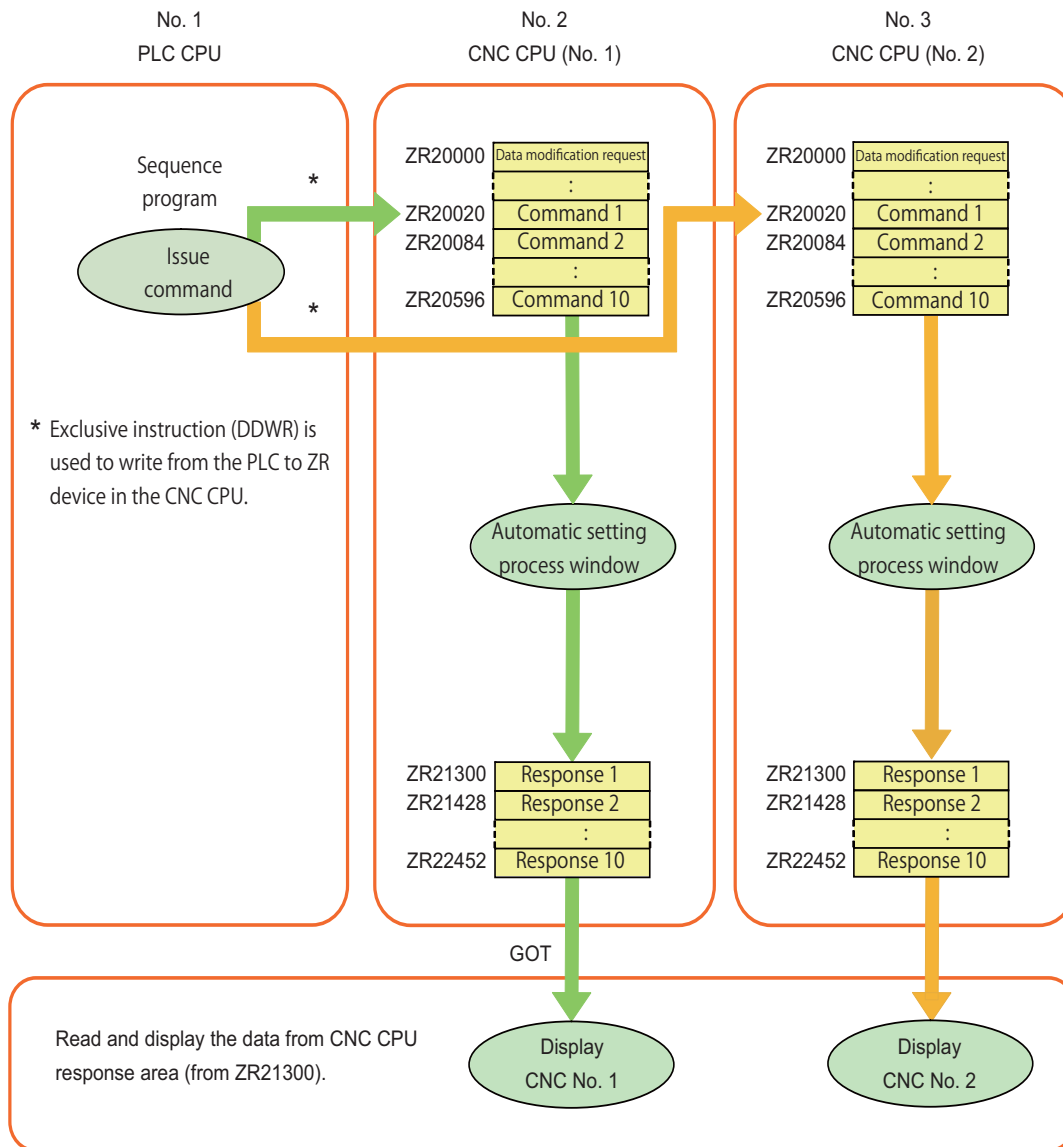 No. 1
PLC CPU
No. 2
CNC CPU (No. 1)
No. 3
CNC CPU (No. 2)
Sequence
program
*
Issue
command
*
* Exclusive instruction (DDWR) is
used to write from the PLC to ZR
device in the CNC CPU.
ZR20000 Data modification request
:
ZR20020 Command 1
ZR20084 Command 2
:
ZR20596 Command 10
Automatic setting
process window
ZR21300 Response 1
ZR21428 Response 2
:
ZR22452 Response 10
ZR20000 Data modification request
:
ZR20020 Command 1
ZR20084 Command 2
:
ZR20596 Command 10
Automatic setting
process window
ZR21300 Response 1
ZR21428 Response 2
:
ZR22452 Response 10
GOT
Read and display the data from CNC CPU
response area (from ZR21300).
Display
CNC No. 1
Display
CNC No. 2